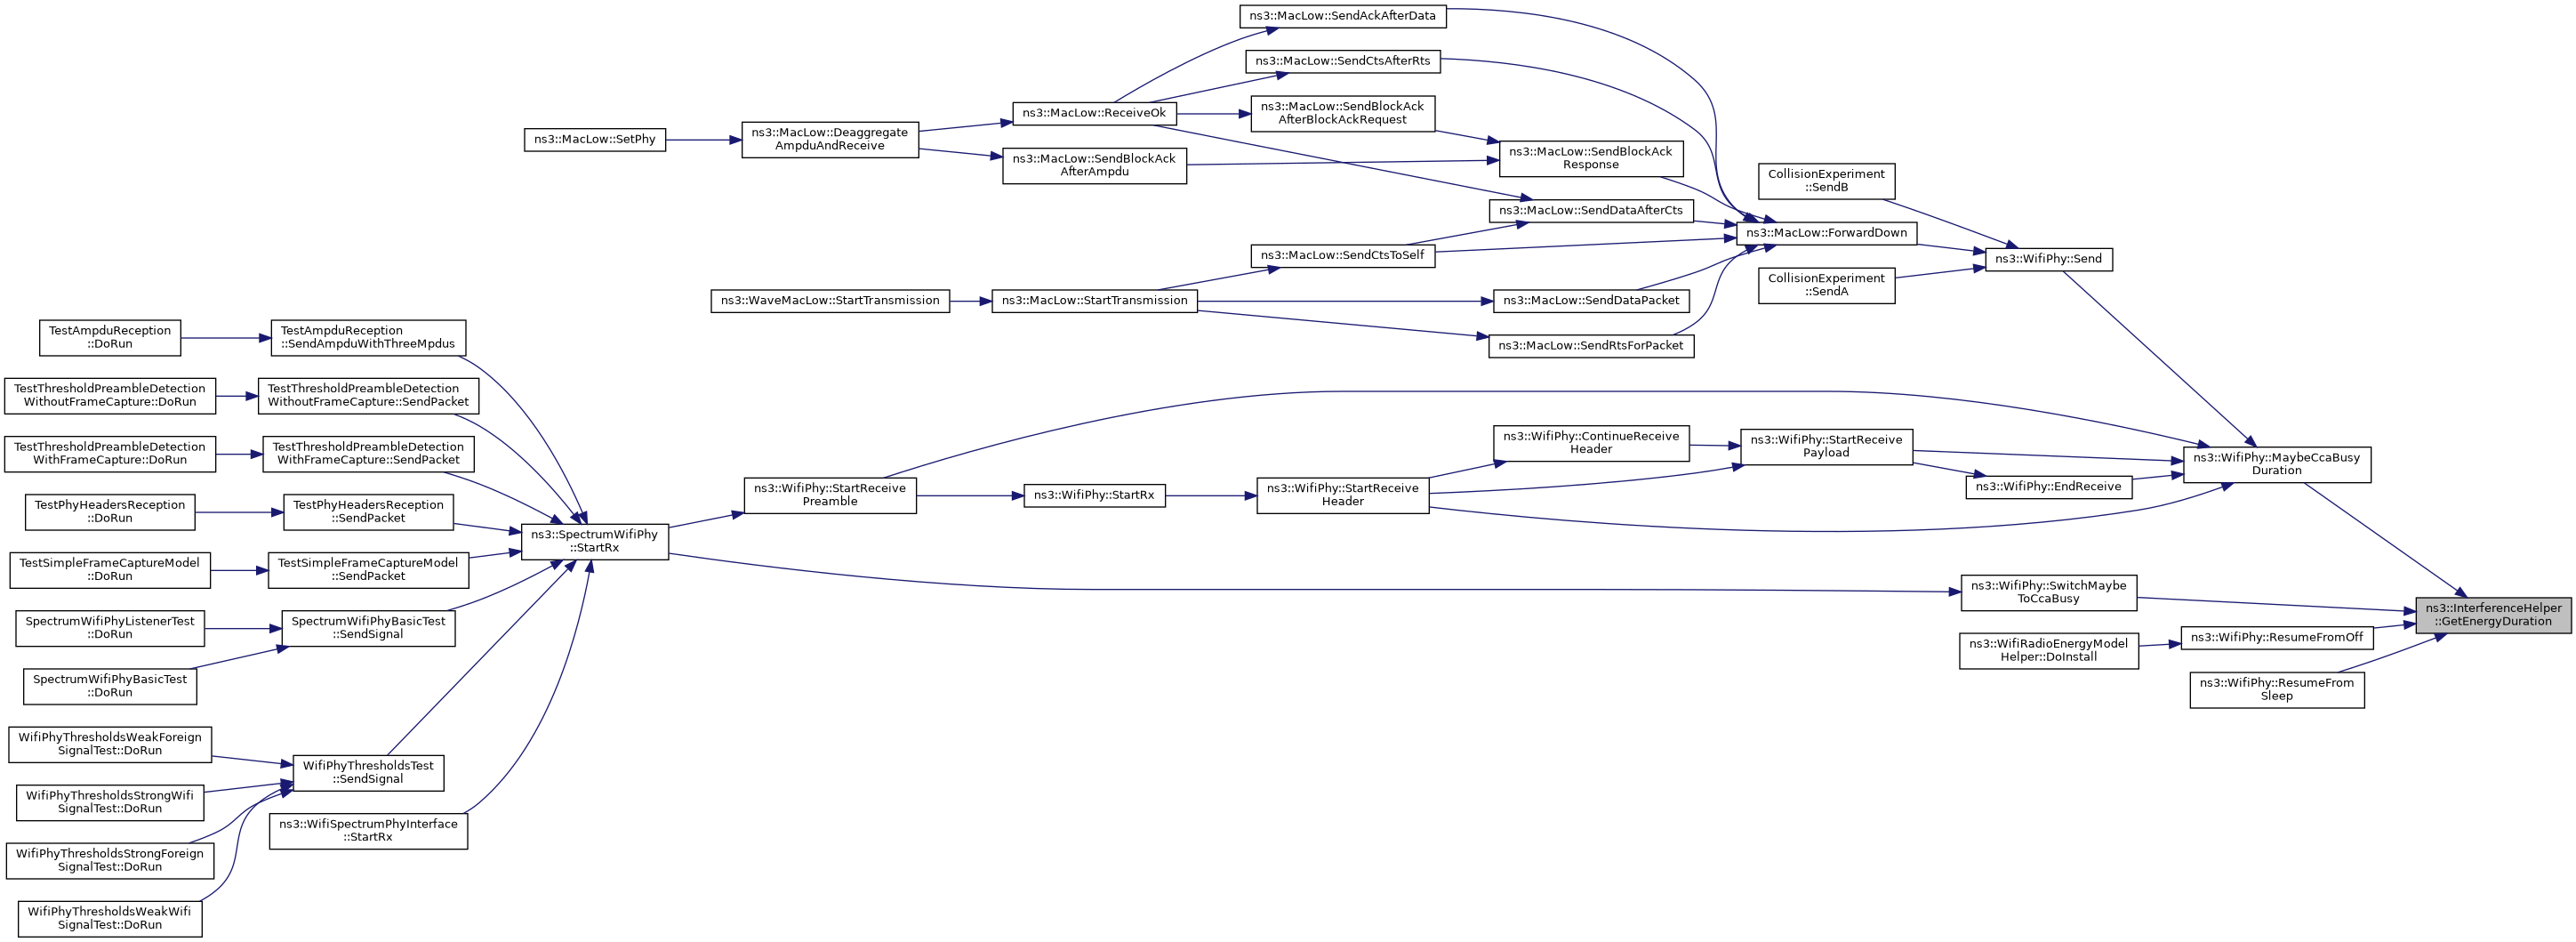 ns3::MacLow::SendAckAfterData
ns3::MacLow::SendCtsAfterRts
ns3::MacLow::ReceiveOk
ns3::MacLow::SendBlockAck
AfterBlockAckRequest
ns3::MacLow::SetPhy
ns3::MacLow::Deaggregate
AmpduAndReceive
ns3::MacLow::SendBlockAck
AfterAmpdu
ns3::MacLow::SendBlockAck
Response
CollisionExperiment
::SendB
ns3::MacLow::SendDataAfterCts
ns3::MacLow::ForwardDown
ns3::MacLow::SendCtsToSelf
ns3::WifiPhy::Send
CollisionExperiment
::SendA
ns3::WaveMacLow::StartTransmission
ns3::MacLow::StartTransmission
ns3::MacLow::SendDataPacket
ns3::MacLow::SendRtsForPacket
TestAmpduReception
::DoRun
TestAmpduReception
::SendAmpduWithThreeMpdus
TestThresholdPreambleDetection
WithoutFrameCapture::DoRun
TestThresholdPreambleDetection
WithoutFrameCapture::SendPacket
TestThresholdPreambleDetection
WithFrameCapture::DoRun
TestThresholdPreambleDetection
WithFrameCapture::SendPacket
ns3::WifiPhy::ContinueReceive
Header
ns3::WifiPhy::StartReceive
Payload
ns3::WifiPhy::MaybeCcaBusy
Duration
TestPhyHeadersReception
::DoRun
TestPhyHeadersReception
::SendPacket
ns3::WifiPhy::StartReceive
Preamble
ns3::WifiPhy::StartRx
ns3::WifiPhy::StartReceive
Header
ns3::WifiPhy::EndReceive
ns3::SpectrumWifiPhy
::StartRx
TestSimpleFrameCaptureModel
::DoRun
TestSimpleFrameCaptureModel
::SendPacket
ns3::WifiPhy::SwitchMaybe
ToCcaBusy
ns3::InterferenceHelper
::GetEnergyDuration
SpectrumWifiPhyListenerTest
::DoRun
SpectrumWifiPhyBasicTest
::SendSignal
ns3::WifiRadioEnergyModel
Helper::DoInstall
ns3::WifiPhy::ResumeFromOff
SpectrumWifiPhyBasicTest
::DoRun
ns3::WifiPhy::ResumeFrom
Sleep
WifiPhyThresholdsWeakForeign
SignalTest::DoRun
WifiPhyThresholdsTest
::SendSignal
WifiPhyThresholdsStrongWifi
SignalTest::DoRun
ns3::WifiSpectrumPhyInterface
::StartRx
WifiPhyThresholdsStrongForeign
SignalTest::DoRun
WifiPhyThresholdsWeakWifi
SignalTest::DoRun